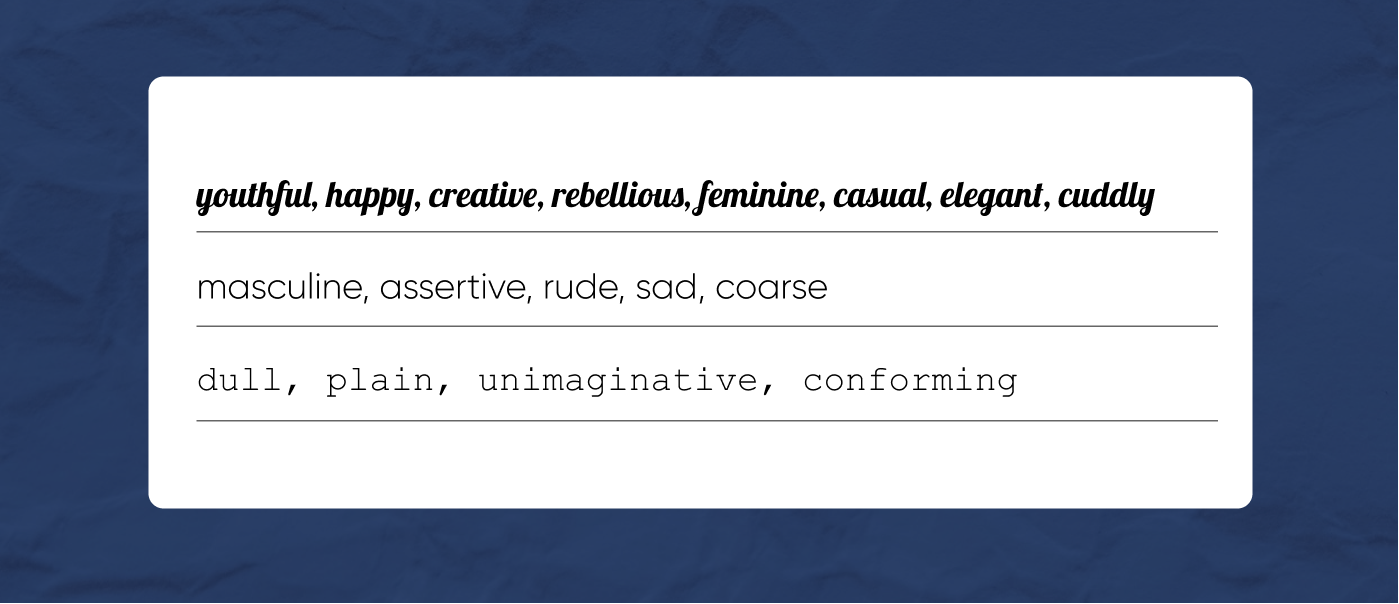 youthful, happy, creative, rebellious, feminine, casual, elegant, cuddly
masculine, assertive, rude, sad, coarse
dull, plain, unimaginative, conforming